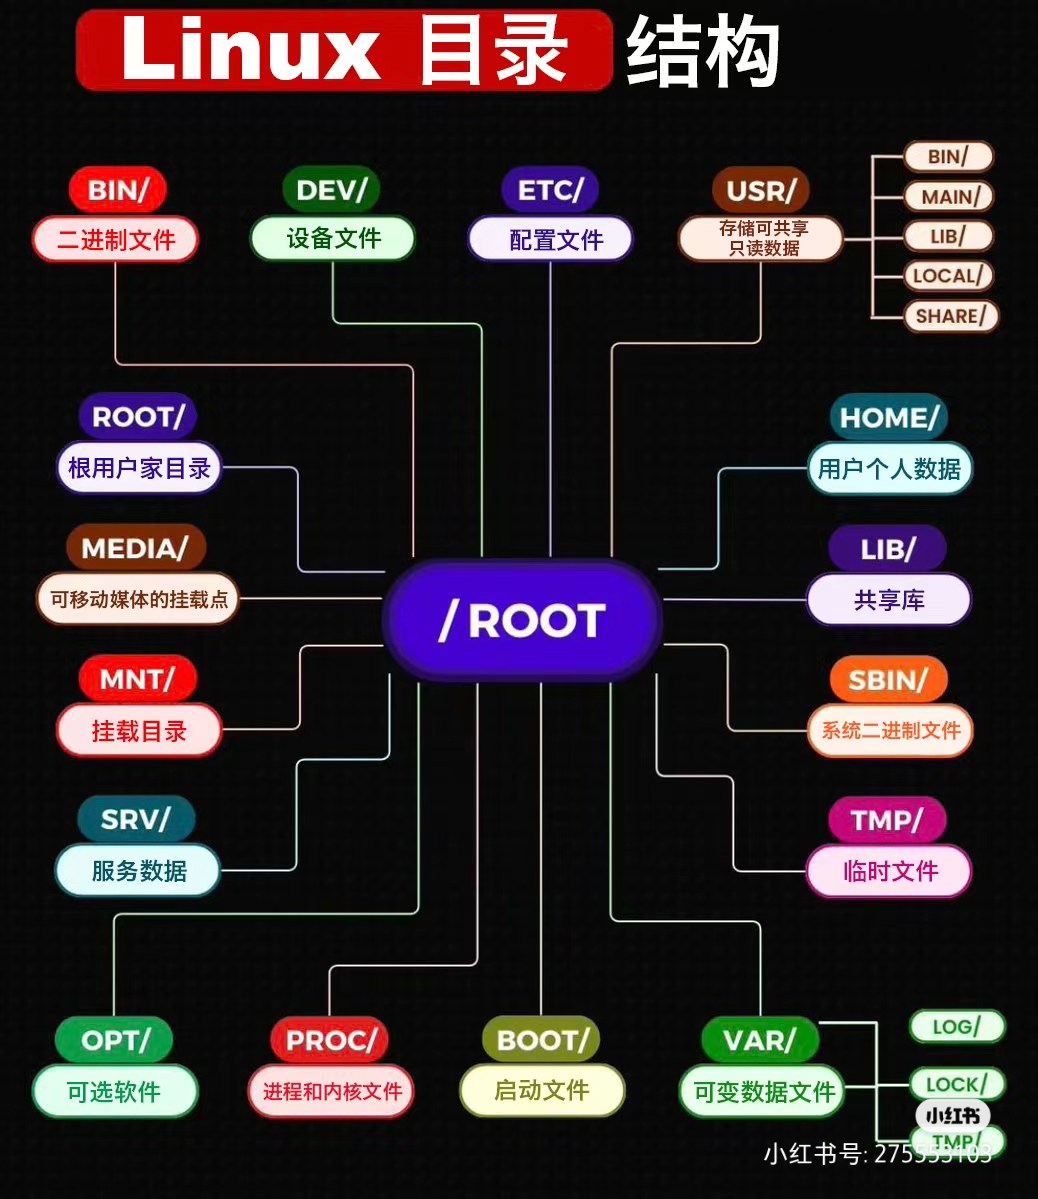 Linux 目录 结构
BIN/
二进制文件
DEV/
设备文件
ETC/
配置文件
USR/
存储可共享
只读数据
BIN/
MAIN/
LIB/
LOCAL/
SHARE/
ROOT/
根用户家目录
HOME/
用户个人数据
MEDIA/
可移动媒体的挂载点
/ ROOT
LIB/
共享库
MNT/
挂载目录
SBIN/
系统二进制文件
SRV/
服务数据
TMP/
临时文件
OPT/
可选软件
PROC/
进程和内核文件
BOOT/
启动文件
VAR/
可变数据文件
LOG/
LOCK/
小红书
TMP/
小红书号: 275553103